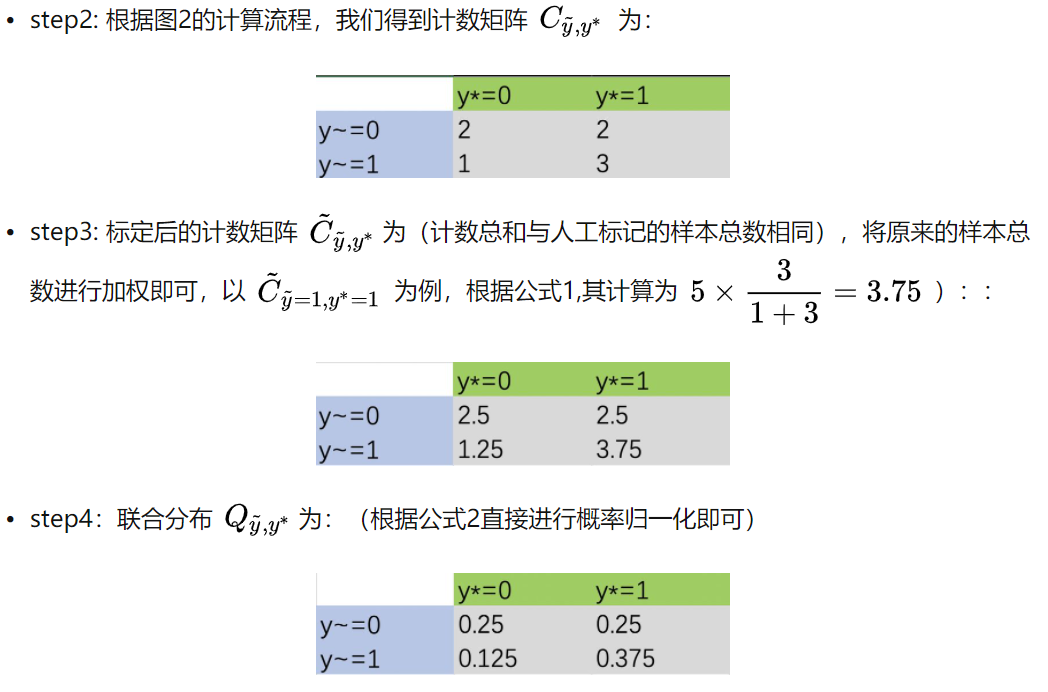 • step2: 根据图2的计算流程，我们得到计数矩阵 $C_{\tilde{y},y^*}$ 为：
y*=0 y*=1
y~=0 2 2
y~=1 1 3
• step3: 标定后的计数矩阵 $\tilde{C}_{\tilde{y},y^*}$ 为（计数总和与人工标记的样本总数相同），将原来的样本总
数进行加权即可，以 $\tilde{C}_{\tilde{y}=1,y^*=1}$ 为例，根据公式1,其计算为 $5 \times \frac{3}{1+3} = 3.75$ ）：：
y*=0 y*=1
y~=0 2.5 2.5
y~=1 1.25 3.75
• step4：联合分布 $Q_{\tilde{y},y^*}$ 为：（根据公式2直接进行概率归一化即可）
y*=0 y*=1
y~=0 0.25 0.25
y~=1 0.125 0.375